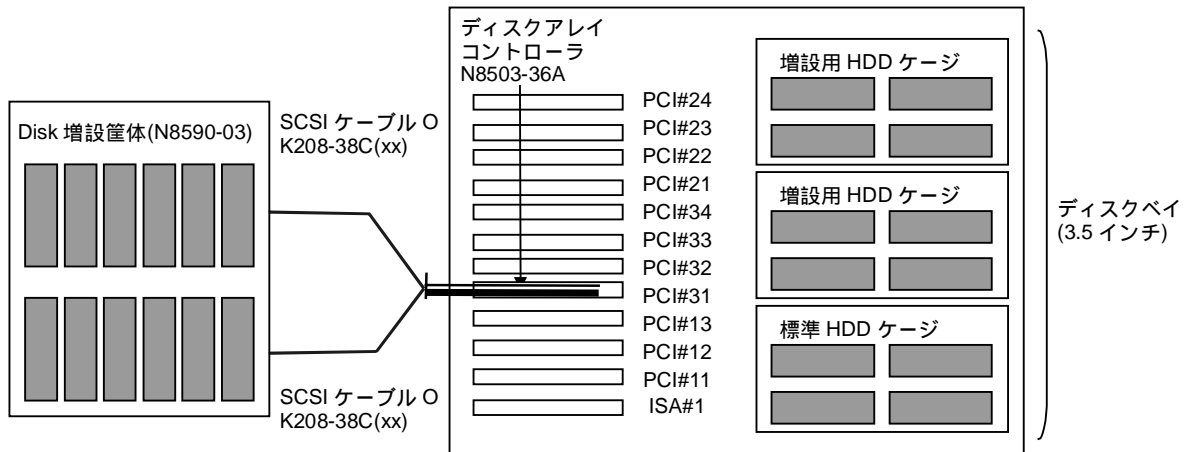 ディスクアレイ
コントローラ
N8503-36A
Disk 増設筐体(N8590-03)
SCSI ケーブル O
K208-38C(xx)
SCSI ケーブル O
K208-38C(xx)
PCI#24
PCI#23
PCI#22
PCI#21
PCI#34
PCI#33
PCI#32
PCI#31
PCI#13
PCI#12
PCI#11
ISA#1
増設用 HDD ケージ
増設用 HDD ケージ
標準 HDD ケージ
ディスクベイ
(3.5 インチ)